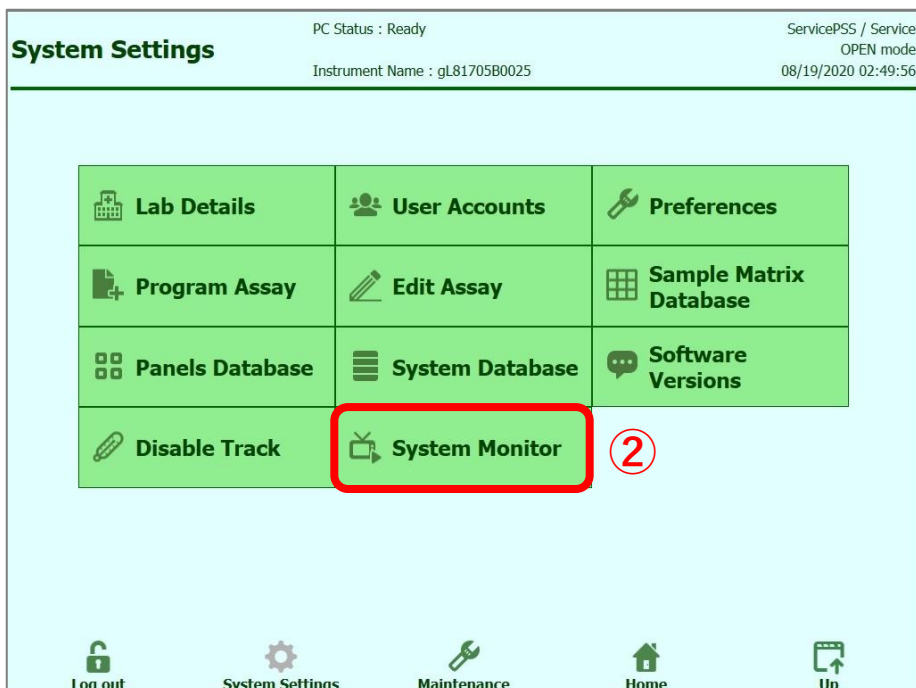 System Settings
PC Status : Ready
Instrument Name : gL81705B0025
ServicePSS / Service
OPEN mode
08/19/2020 02:49:56
Lab Details
User Accounts
Preferences
Program Assay
Edit Assay
Sample Matrix
Database
Panels Database
System Database
Software
Versions
Disable Track
System Monitor
②
Log out
System Settings
Maintenance
Home
Up